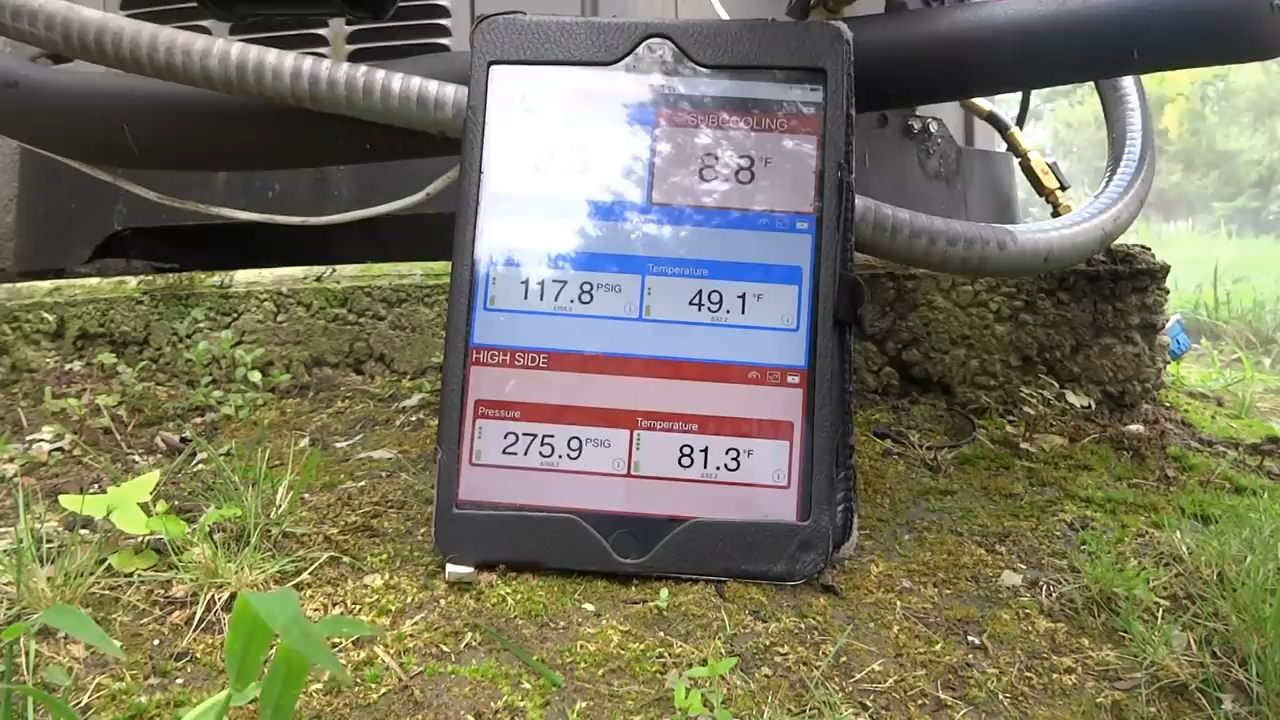 SUBCOOLING
8.8°F
Temperature
117.8 PSIG
49.1°F
HIGH SIDE
Pressure
Temperature
275.9 PSIG
81.3°F